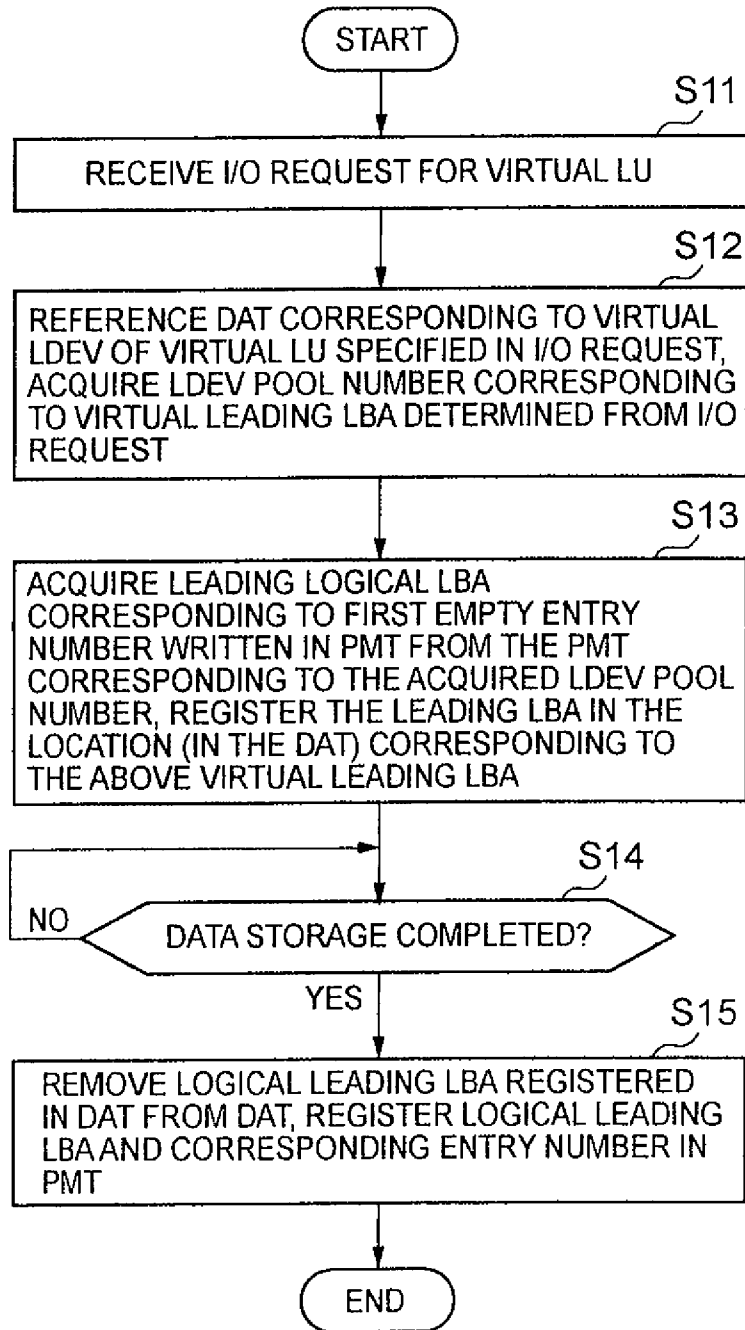 START
S11
RECEIVE I/O REQUEST FOR VIRTUAL LU
S12
REFERENCE DAT CORRESPONDING TO VIRTUAL
LDEV OF VIRTUAL LU SPECIFIED IN I/O REQUEST,
ACQUIRE LDEV POOL NUMBER CORRESPONDING
TO VIRTUAL LEADING LBA DETERMINED FROM I/O
REQUEST
S13
ACQUIRE LEADING LOGICAL LBA
CORRESPONDING TO FIRST EMPTY ENTRY
NUMBER WRITTEN IN PMT FROM THE PMT
CORRESPONDING TO THE ACQUIRED LDEV POOL
NUMBER, REGISTER THE LEADING LBA IN THE
LOCATION (IN THE DAT) CORRESPONDING TO
THE ABOVE VIRTUAL LEADING LBA
S14
NO
DATA STORAGE COMPLETED?
YES
S15
REMOVE LOGICAL LEADING LBA REGISTERED
IN DAT FROM DAT, REGISTER LOGICAL LEADING
LBA AND CORRESPONDING ENTRY NUMBER IN
PMT
END